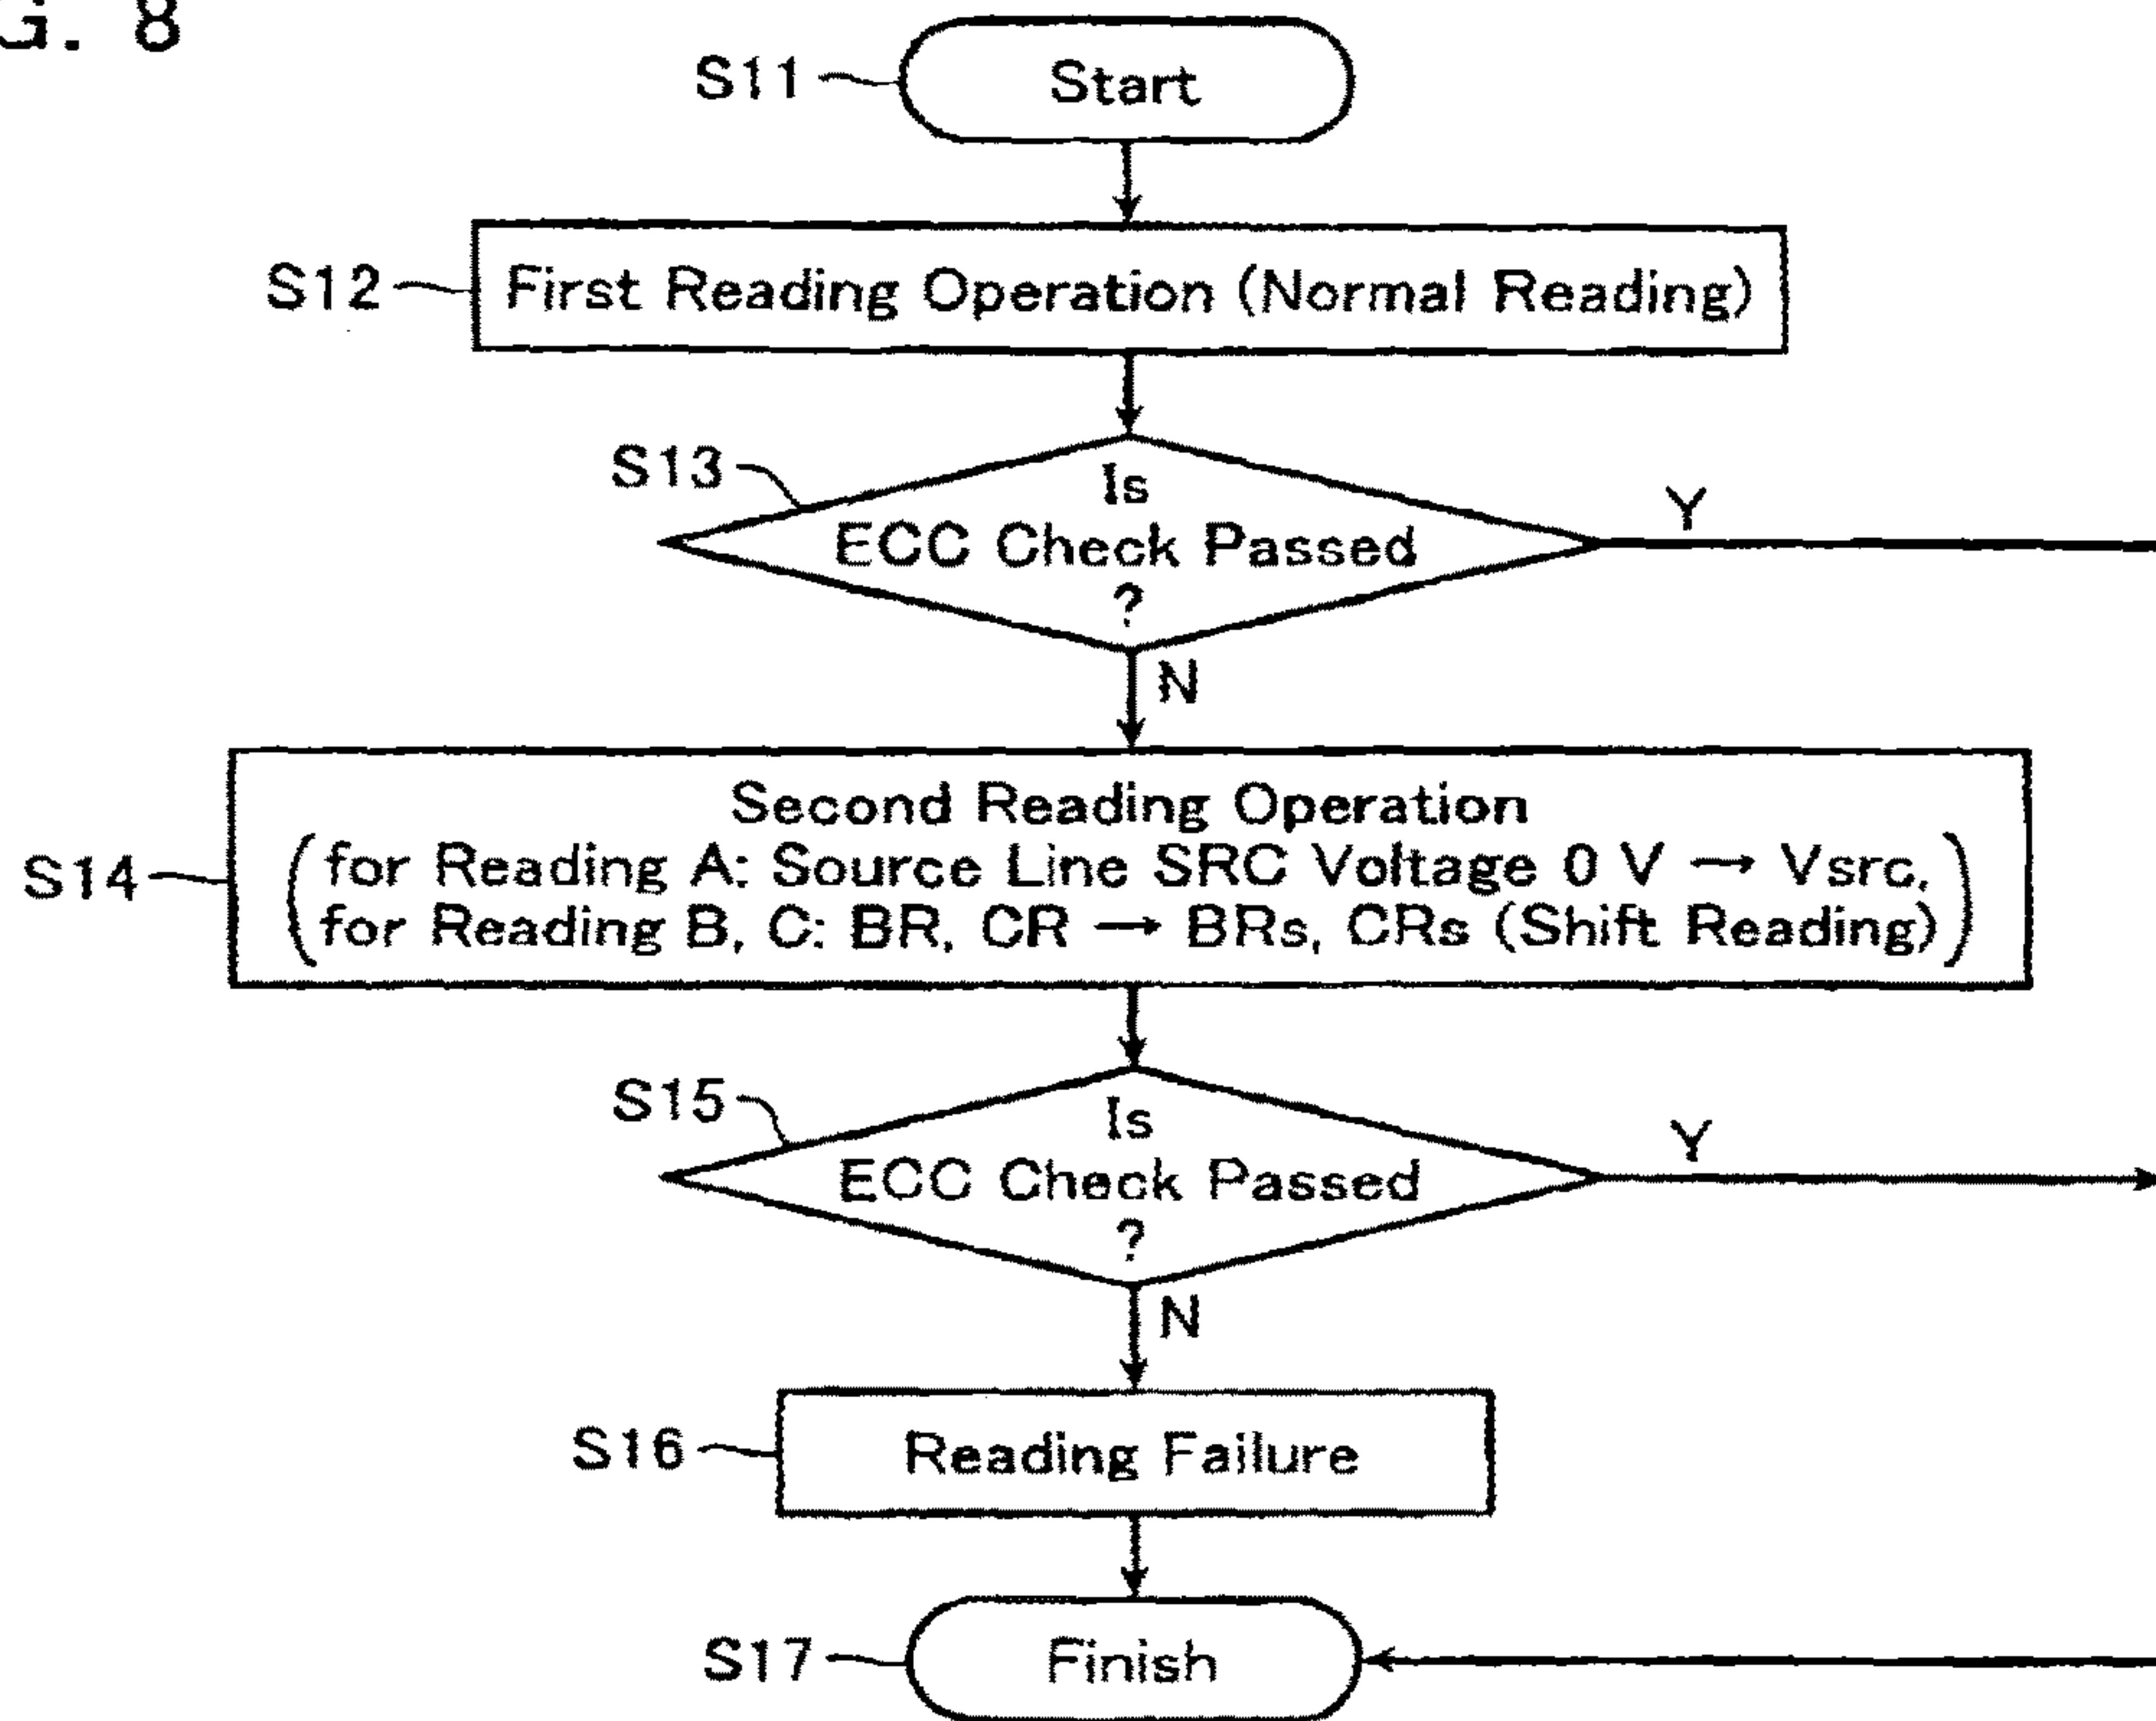 G. 8
S11
Start
S12
First Reading Operation (Normal Reading)
S13
Is
ECC Check Passed
?
Y
N
S14
Second Reading Operation
(for Reading A: Source Line SRC Voltage 0 V → Vsrc,
for Reading B, C: BR, CR → BRs, CRs (Shift Reading))
S15
Is
ECC Check Passed
?
Y
N
S16
Reading Failure
S17
Finish